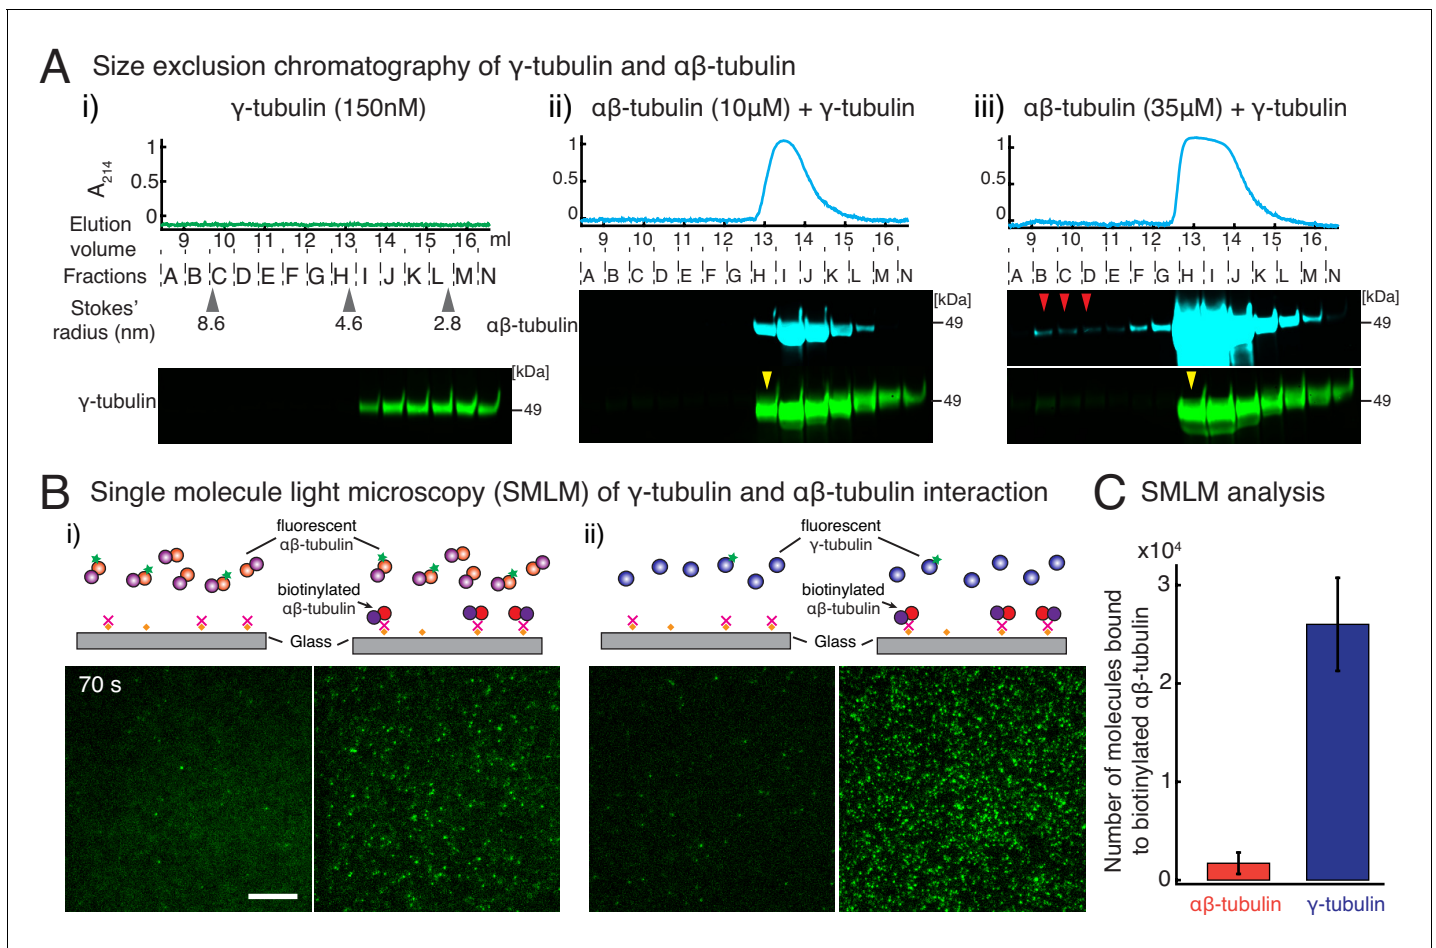 A Size exclusion chromatography of γ-tubulin and αβ-tubulin
i) γ-tubulin (150nM)
A214
1
0.5
0
Elution volume
9 10 11 12 13 14 15 16 ml
Fractions
A B C D E F G H I J K L M N
Stokes' radius (nm)
8.6 4.6 2.8
γ-tubulin
[kDa]
49
ii) αβ-tubulin (10μM) + γ-tubulin
1
0.5
0
9 10 11 12 13 14 15 16
A B C D E F G H I J K L M N
αβ-tubulin
[kDa]
49
49
iii) αβ-tubulin (35μM) + γ-tubulin
1
0.5
0
9 10 11 12 13 14 15 16
A B C D E F G H I J K L M N
[kDa]
49
49
B Single molecule light microscopy (SMLM) of γ-tubulin and αβ-tubulin interaction
i)
fluorescent
αβ-tubulin
biotinylated
αβ-tubulin
Glass
70 s
ii)
fluorescent
γ-tubulin
biotinylated
αβ-tubulin
Glass
C SMLM analysis
x10⁴
3
2
1
0
Number of molecules bound
to biotinylated αβ-tubulin
αβ-tubulin γ-tubulin